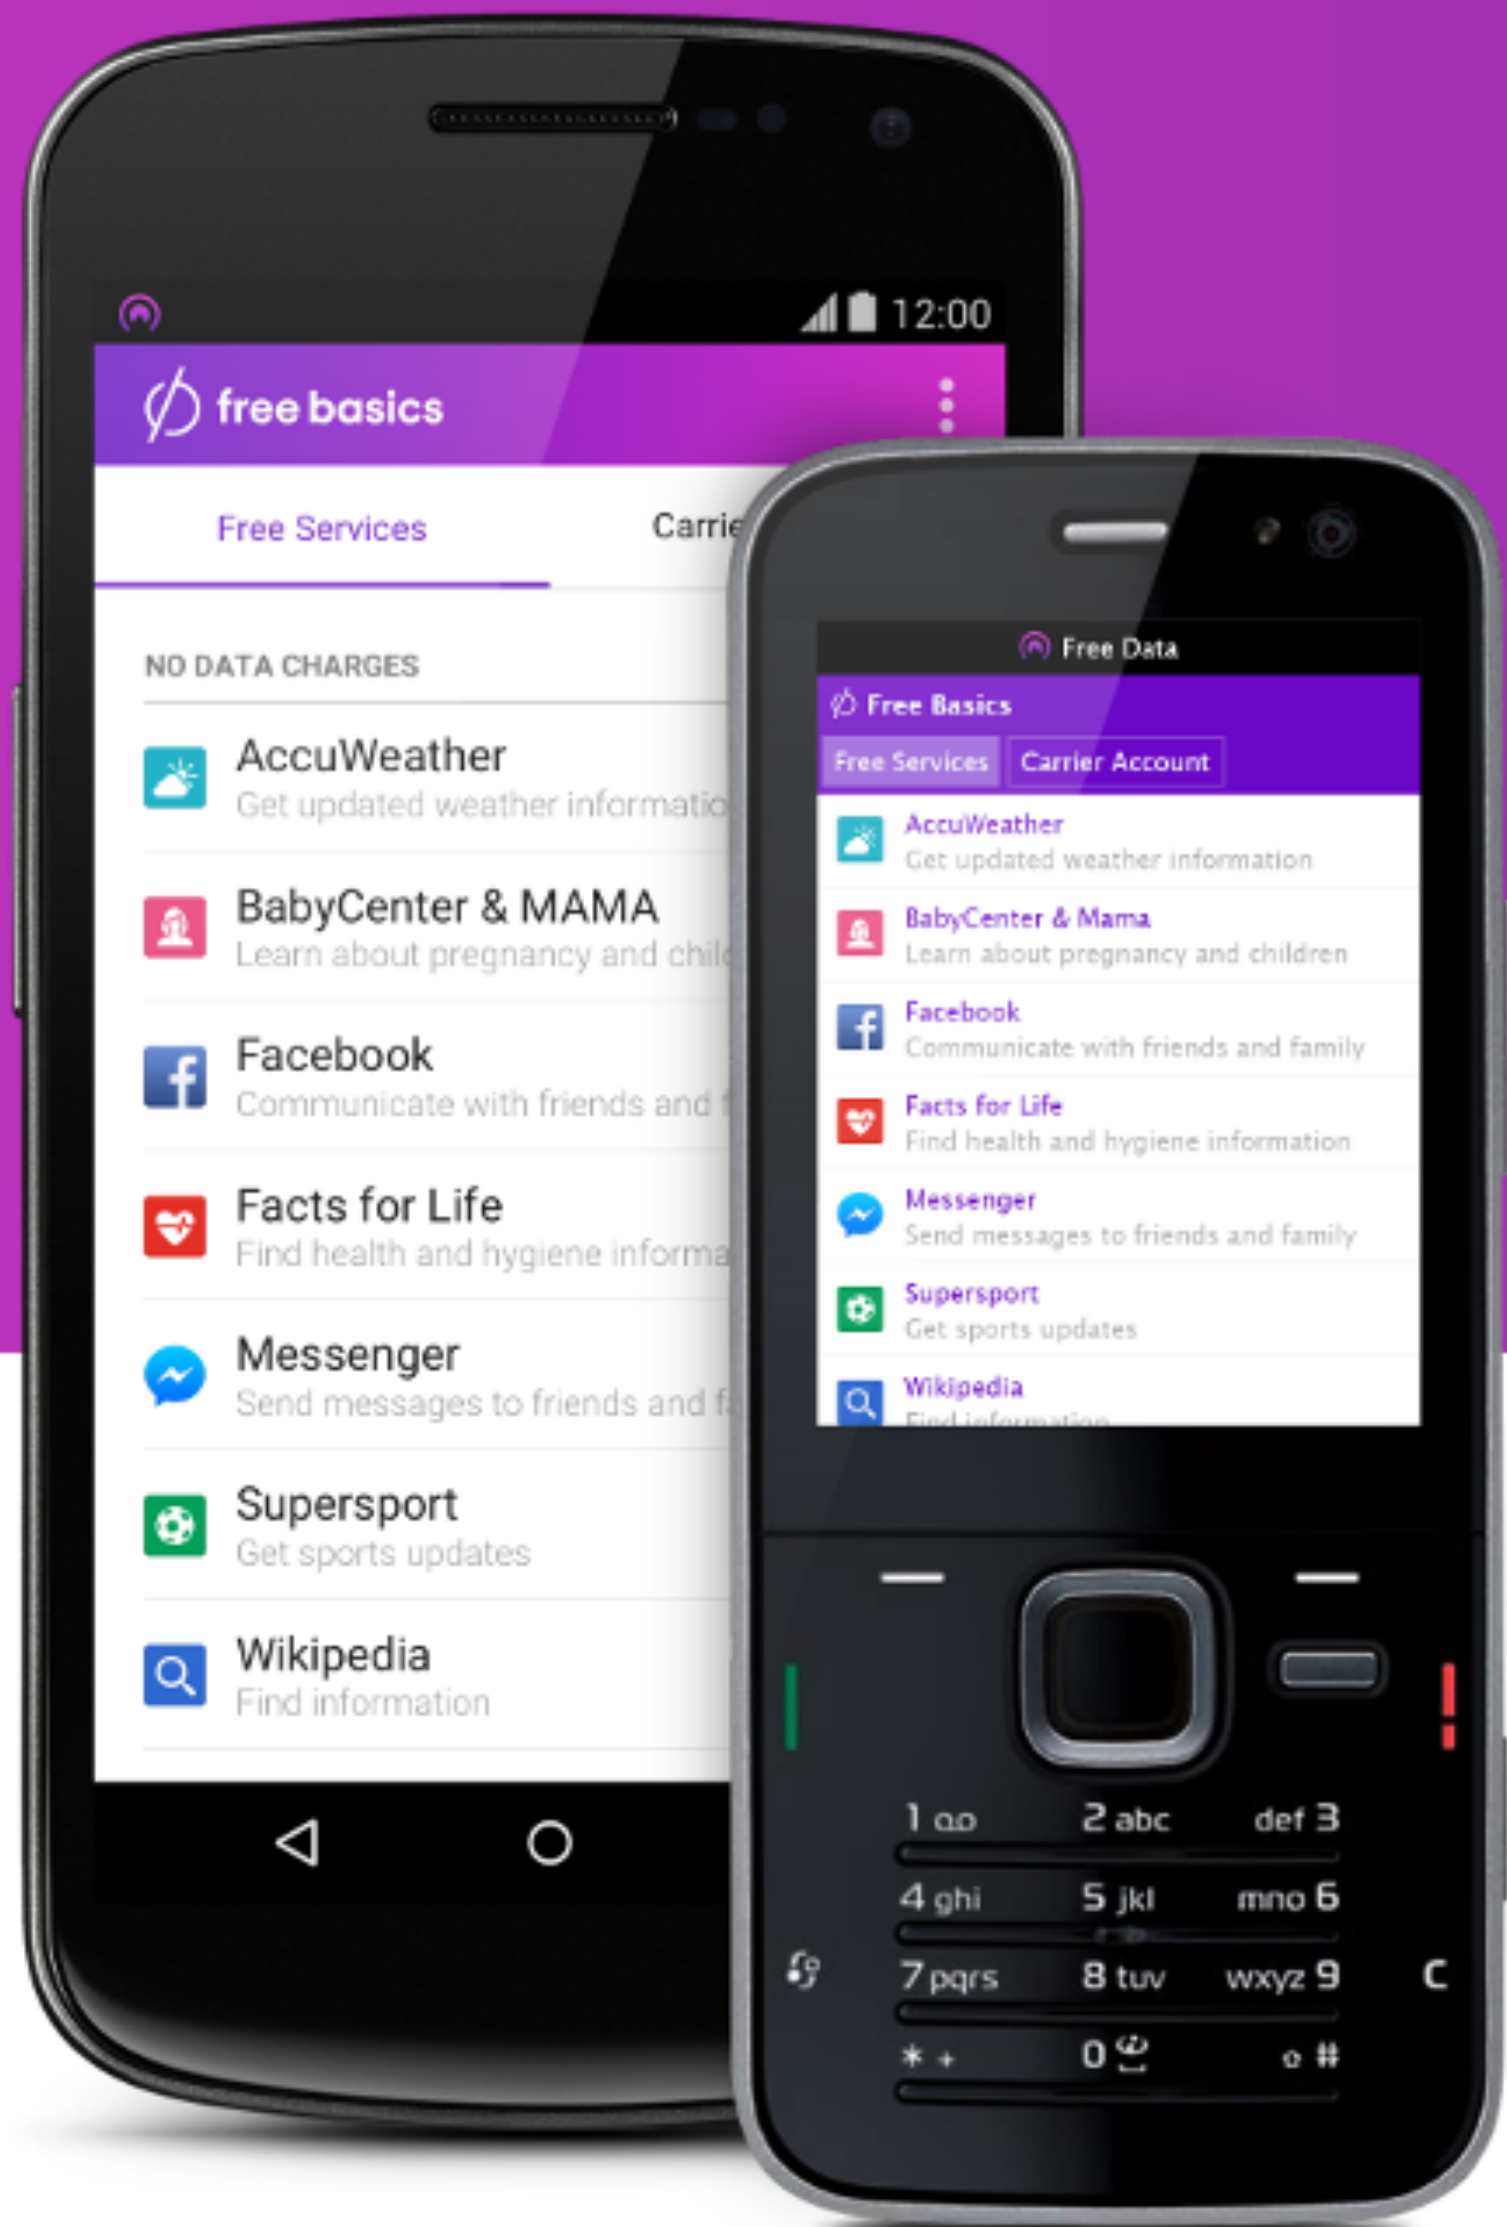 12:00
free basics
Free Services Carrie
NO DATA CHARGES
AccuWeather
Get updated weather informatio
BabyCenter & MAMA
Learn about pregnancy and chil
Facebook
Communicate with friends and f
Facts for Life
Find health and hygiene informa
Messenger
Send messages to friends and fa
Supersport
Get sports updates
Wikipedia
Find information
Free Data
Free Basics
Free Services Carrier Account
AccuWeather
Get updated weather information
BabyCenter & Mama
Learn about pregnancy and children
Facebook
Communicate with friends and family
Facts for Life
Find health and hygiene information
Messenger
Send messages to friends and family
Supersport
Get sports updates
Wikipedia
Find information
1 2 abc def 3
4 ghi 5 jkl mno 6
7 pqrs 8 tuv wxyz 9 C
* + 0 #